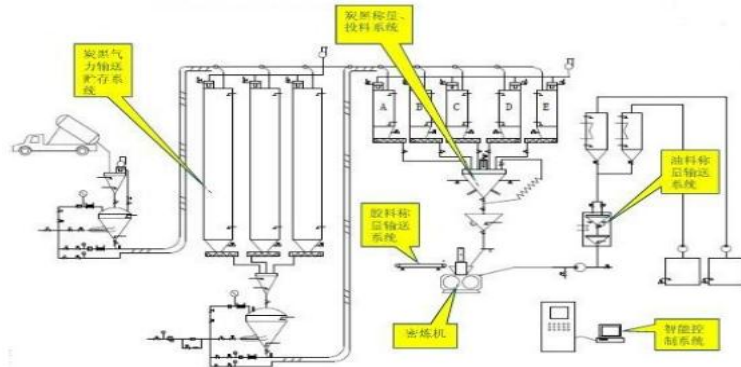 炭黑称量、
投料系统
炭黑气
力输送
贮存系
统
A
B
C
D
E
油料称
量输送
系统
胶料称
量输送
系统
密炼机
智能控
制系统